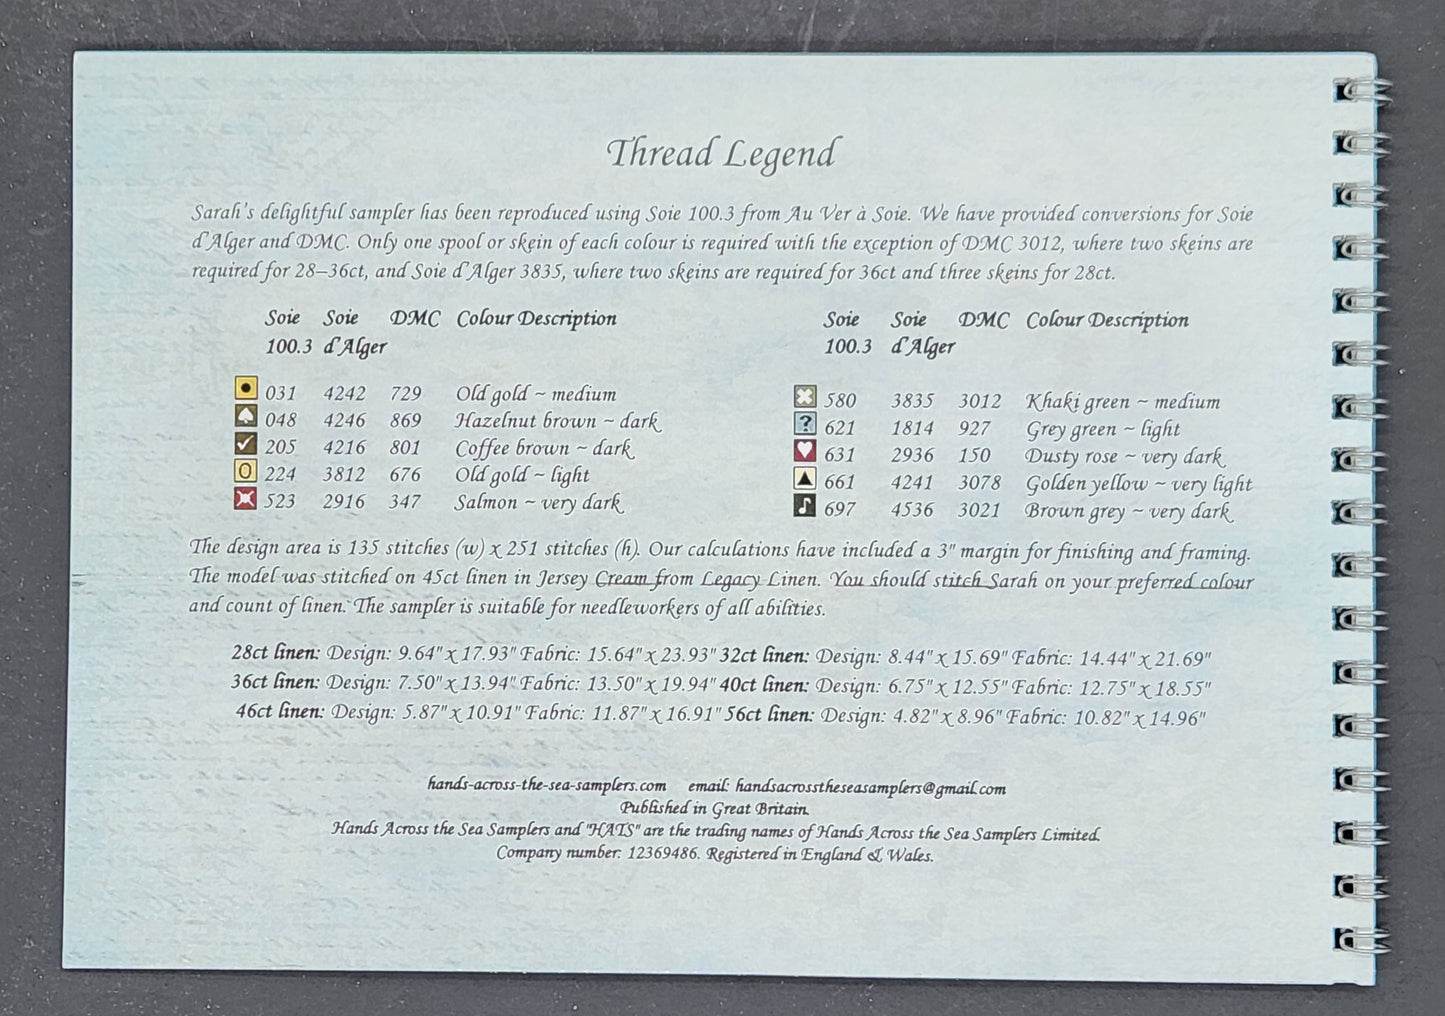 Thread Legend
Sarah's delightful sampler has been reproduced using Soie 100.3 from Au Ver à Soie. We have provided conversions for Soie
d'Alger and DMC. Only one spool or skein of each colour is required with the exception of DMC 3012, where two skeins are
required for 28–36ct, and Soie d'Alger 3835, where two skeins are required for 36ct and three skeins for 28ct.
Soie Soie DMC Colour Description
100.3 d'Alger
031 4242 729 Old gold ~ medium
048 4246 869 Hazelnut brown ~ dark
205 4216 801 Coffee brown ~ dark
224 3812 676 Old gold ~ light
523 2916 347 Salmon ~ very dark
Soie Soie DMC Colour Description
100.3 d'Alger
580 3835 3012 Khaki green ~ medium
? 621 1814 927 Grey green ~ light
631 2936 150 Dusty rose ~ very dark
661 4241 3078 Golden yellow ~ very light
697 4536 3021 Brown grey ~ very dark
The design area is 135 stitches (w) x 251 stitches (h). Our calculations have included a 3" margin for finishing and framing.
The model was stitched on 45ct linen in Jersey Cream from Legacy Linen. You should stitch Sarah on your preferred colour
and count of linen. The sampler is suitable for needleworkers of all abilities.
28ct linen: Design: 9.64" x 17.93" Fabric: 15.64" x 23.93" 32ct linen: Design: 8.44" x 15.69" Fabric: 14.44" x 21.69"
36ct linen: Design: 7.50" x 13.94" Fabric: 13.50" x 19.94" 40ct linen: Design: 6.75" x 12.55" Fabric: 12.75" x 18.55"
46ct linen: Design: 5.87" x 10.91" Fabric: 11.87" x 16.91" 56ct linen: Design: 4.82" x 8.96" Fabric: 10.82" x 14.96"
hands-across-the-sea-samplers.com email: handsacrosstheseasamplers@gmail.com
Published in Great Britain.
Hands Across the Sea Samplers and "HATS" are the trading names of Hands Across the Sea Samplers Limited.
Company number: 12369486. Registered in England & Wales.